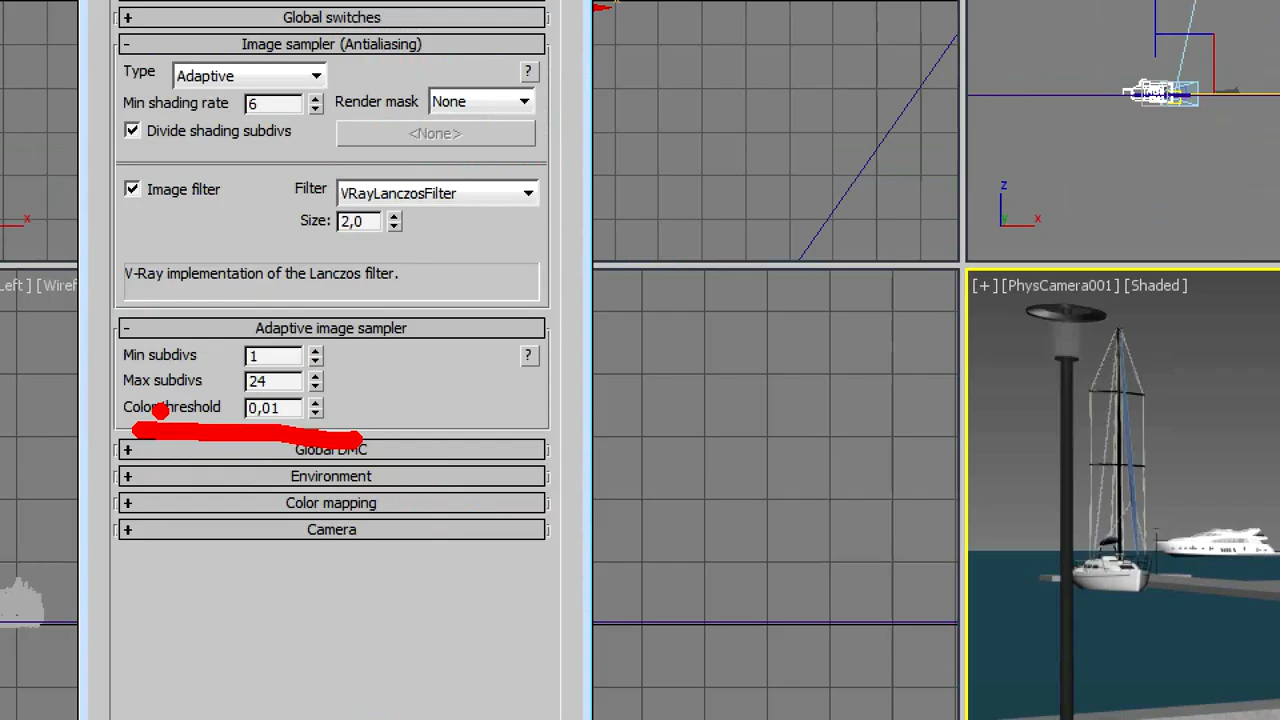 + Global switches
- Image sampler (Antialiasing)
Type Adaptive ?
Min shading rate 6 Render mask None
Divide shading subdivs <None>
Image filter Filter VRayLanczosFilter
Size: 2,0
V-Ray implementation of the Lanczos filter.
- Adaptive image sampler
Min subdivs 1 ?
Max subdivs 24
Color threshold 0,01
+ Global DMC
+ Environment
+ Color mapping
+ Camera
x
Left ] [Wiref
z
y x
[+] [PhysCamera001] [Shaded ]